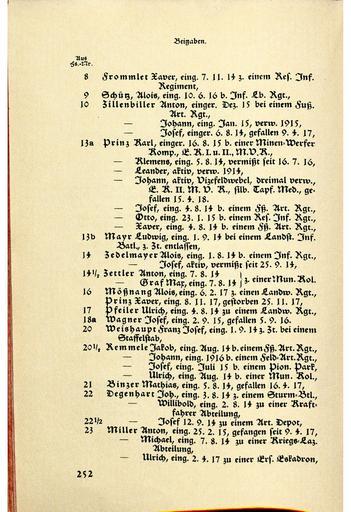 Beigaben.
Aus
Hs.-Nr.
8 Frommlet Xaver, eing. 7. 11. 14 z. einem Res. Inf.
Regiment,
9 Schütz, Alois, eing. 10. 6. 16 b. Inf. Lb. Rgt.,
10 Zillenbiller Anton, einger. Dez. 15 bei einem Fuß.
Art. Rgt.,
— Johann, eing. Jan. 15, verw. 1915,
— Josef, einger. 6. 8. 14, gefallen 9. 4. 17,
13a Prinz Karl, einger. 16. 8. 15 b. einer Minen-Werfer
Komp., E. K. I u. II., M.V.K.,
— Klemens, eing. 5. 8. 14, vermißt seit 16. 7. 16,
— Leander, aktiv, verw. 1914,
— Johann, aktiv, Vizefeldwebel, dreimal verw.,
E. K. II. M. V. K., silb. Tapf. Med., ge-
fallen 15. 4. 18.
— Josef, eing. 4. 8. 14 b. einem Fß. Art. Rgt.,
— Otto, eing. 23. 1. 15 b. einem Res. Inf. Rgt.,
— Xaver, eing. 4. 8. 14 b. einem Fß. Art. Rgt.,
13b Mayr Ludwig, eing. 1. 9. 14 bei einem Landst. Inf.
Batl., z. Zt. entlassen,
14 Zedelmayer Alois, eing. 1. 8. 14 b. einem Inf. Rgt.,
— Josef, aktiv, vermißt seit 25. 9. 14,
14½ Zettler Anton, eing. 7. 8. 14
— Graf Max, eing. 7. 8. 14 } z. einer Mun. Kol.
16 Mößnang Alois, eing. 6. 2. 17 z. einem Landw. Rgt.,
Prinz Xaver, eing. 8. 11. 17, gestorben 25. 11. 17,
17 Pfeiler Ulrich, eing. 4. 8. 14 zu einem Landw. Rgt.,
18a Wagner Josef, eing. 2. 9. 15, gefallen 5. 9. 16.
20 Weishaupt Franz Josef, eing. 1. 9. 14 z. Zt. bei einem
Staffelstab,
20½ Remmele Jakob, eing. Aug. 14 b. einem Fß. Art. Rgt.,
— Johann, eing. 1916 b. einem Feld-Art. Rgt.,
— Josef, eing. Juli 15 b. einem Pion. Park,
— Ulrich, eing. Aug. 14 b. einer Mun. Kol.,
21 Binzer Mathias, eing. 5. 8. 14, gefallen 16. 4. 17,
22 Degenhart Joh., eing. 3. 8. 14 z. einem Sturm-Btl.,
— Willibold, eing. 2. 8. 14 zu einer Kraft-
fahrer Abteilung,
22½ — Josef 12. 9. 14 zu einem Art. Depot,
23 Miller Anton, eing. 25. 2. 15, gefangen seit 9. 4. 17,
— Michael, eing. 7. 8. 14 zu einer Kriegs-Laz.
Abteilung,
— Ulrich, eing. 2. 4. 17 zu einer Ers. Eskadron,
252